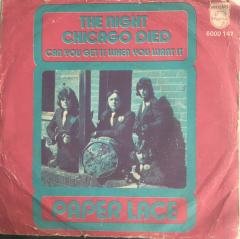 THE NIGHT
CHICAGO DIED
CAN YOU GET IT WHEN YOU WANT IT
PHILIPS
6000 141
PAPER LACE